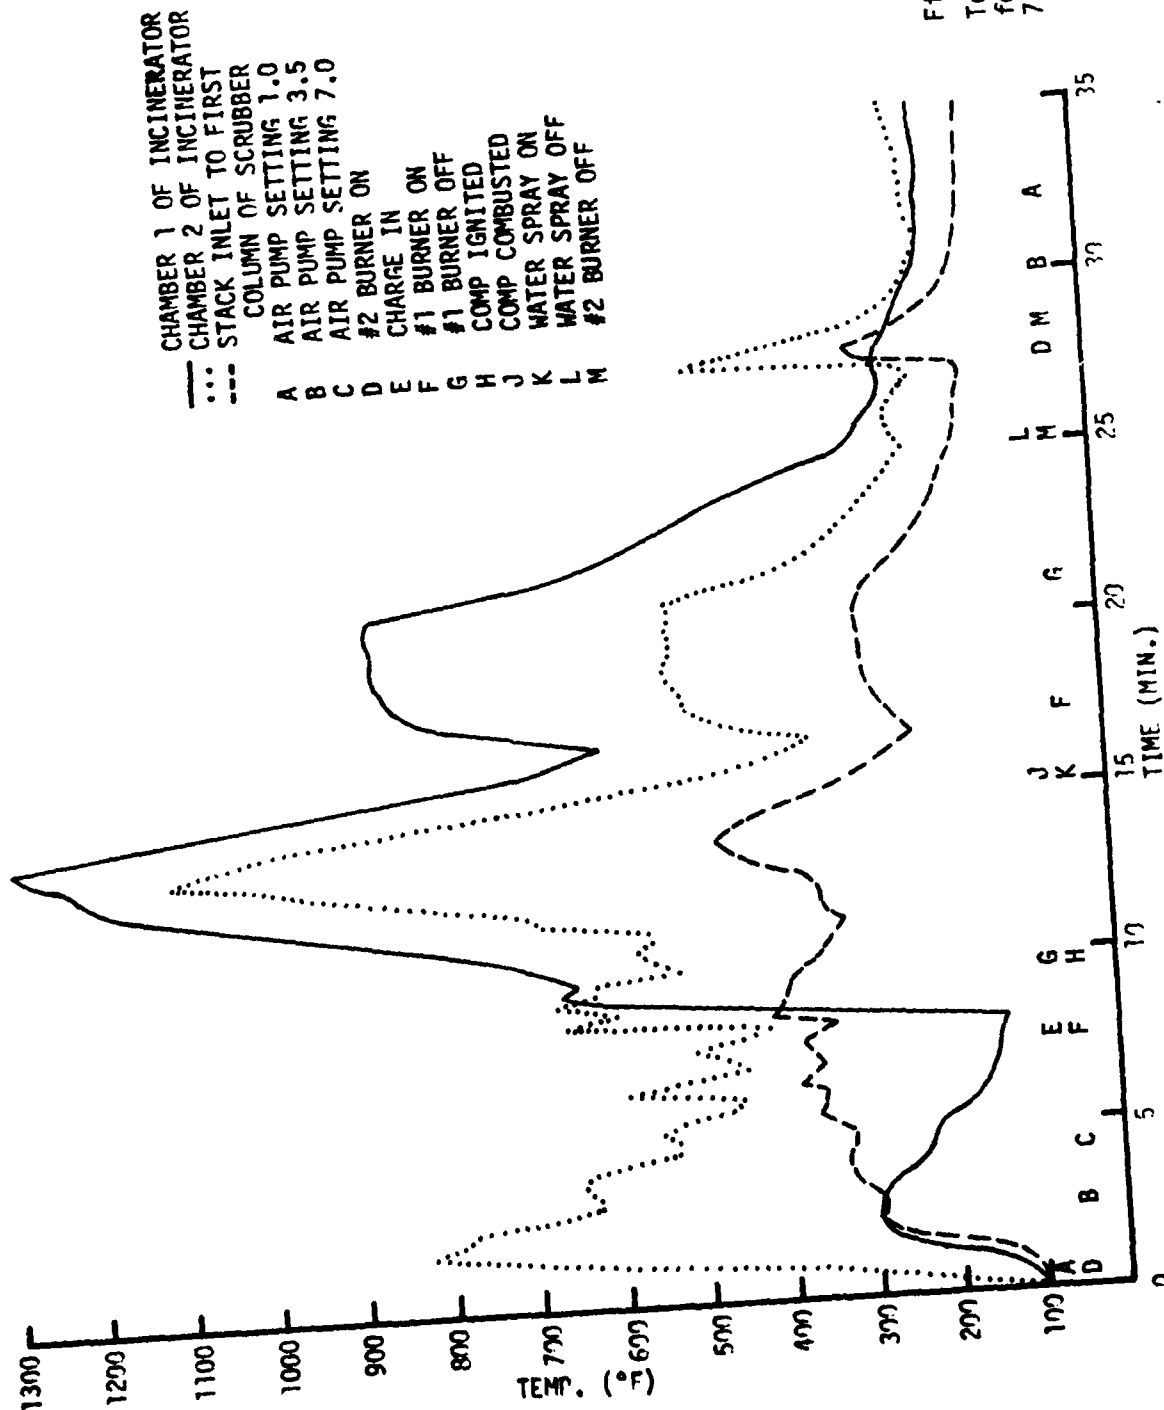 CHAMBER 1 OF INCINERATOR
CHAMBER 2 OF INCINERATOR
STACK INLET TO FIRST
COLUMN OF SCRUBBER
A AIR PUMP SETTING 1.0
B AIR PUMP SETTING 3.5
C AIR PUMP SETTING 7.0
D #2 BURNER ON
E CHARGE IN
F #1 BURNER ON
G #1 BURNER OFF
H COMP IGNITED
J COMP COMBUSTED
K WATER SPRAY ON
L WATER SPRAY OFF
M #2 BURNER OFF
1300
1200
1100
1000
900
800
700
600
500
400
300
200
100
TEMP. (°F)
A B C E G J F G L D M B A
D F H K M
0 5 10 15 20 25 30 35
TIME (MIN.)